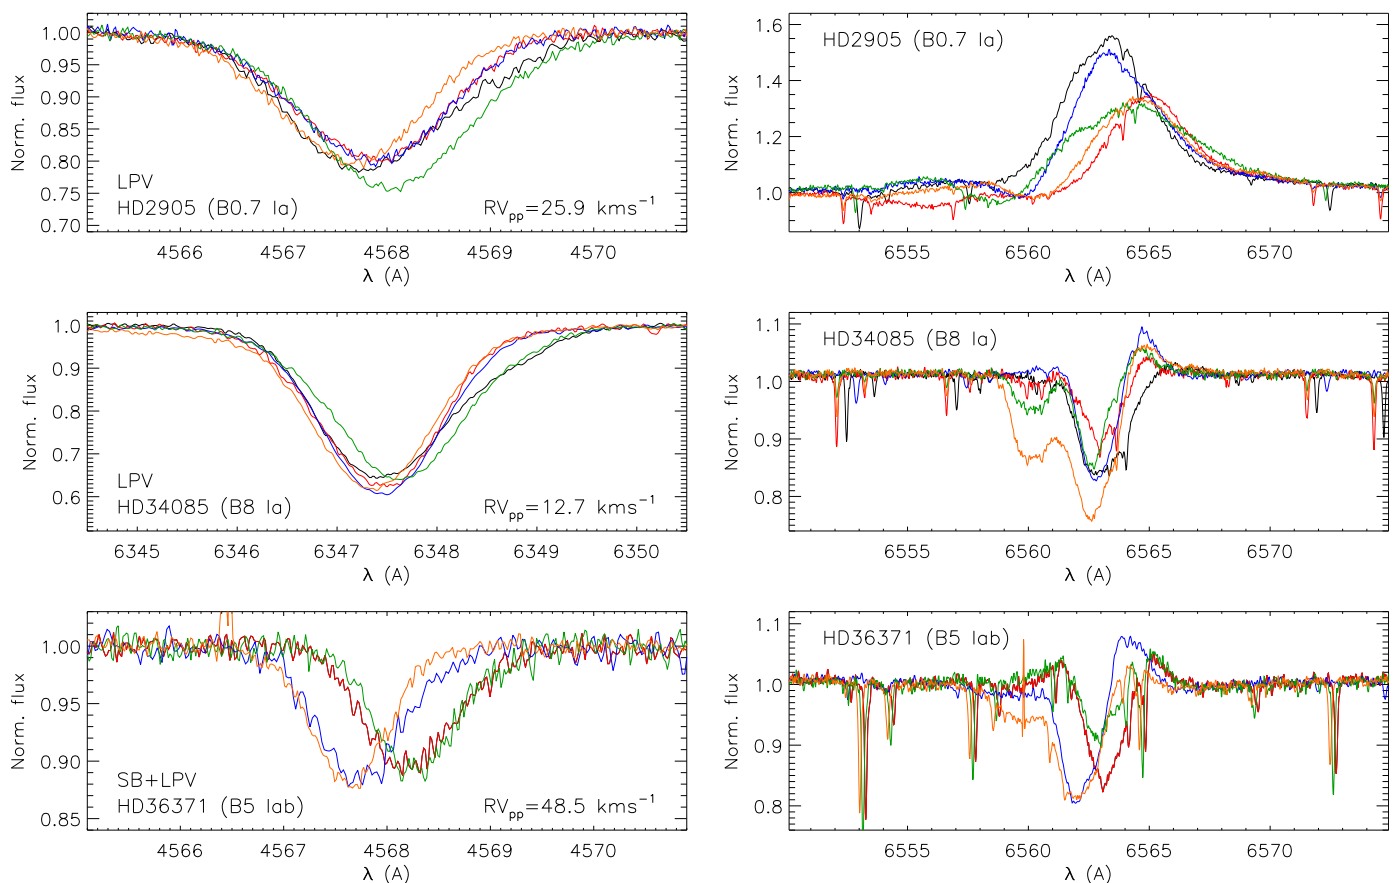 1.00
0.95
0.90
0.85
0.80
0.75
0.70
Norm. flux
LPV
HD2905 (B0.7 Ia)
RVpp=25.9 kms⁻¹
4566 4567 4568 4569 4570
λ (A)
1.6
1.4
1.2
1.0
Norm. flux
HD2905 (B0.7 Ia)
6555 6560 6565 6570
λ (A)
1.0
0.9
0.8
0.7
0.6
Norm. flux
LPV
HD34085 (B8 Ia)
RVpp=12.7 kms⁻¹
6345 6346 6347 6348 6349 6350
λ (A)
1.1
1.0
0.9
0.8
Norm. flux
HD34085 (B8 Ia)
6555 6560 6565 6570
λ (A)
1.00
0.95
0.90
0.85
Norm. flux
SB+LPV
HD36371 (B5 Iab)
RVpp=48.5 kms⁻¹
4566 4567 4568 4569 4570
λ (A)
1.1
1.0
0.9
0.8
Norm. flux
HD36371 (B5 Iab)
6555 6560 6565 6570
λ (A)